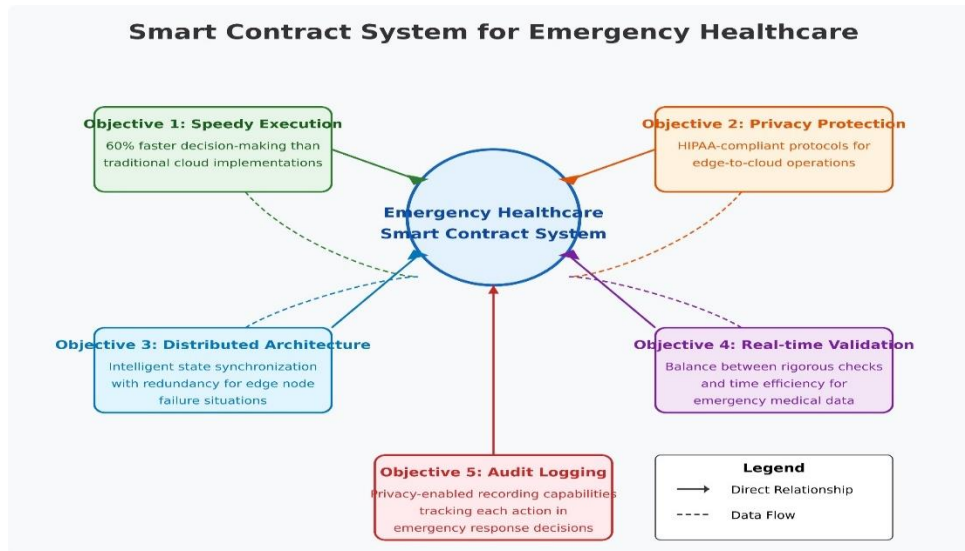 Smart Contract System for Emergency Healthcare
Objective 1: Speedy Execution
60% faster decision-making than
traditional cloud implementations
Objective 2: Privacy Protection
HIPAA-compliant protocols for
edge-to-cloud operations
Emergency Healthcare
Smart Contract System
Objective 3: Distributed Architecture
Intelligent state synchronization
with redundancy for edge node
failure situations
Objective 4: Real-time Validation
Balance between rigorous checks
and time efficiency for
emergency medical data
Objective 5: Audit Logging
Privacy-enabled recording capabilities
tracking each action in
emergency response decisions
Legend
Direct Relationship
Data Flow